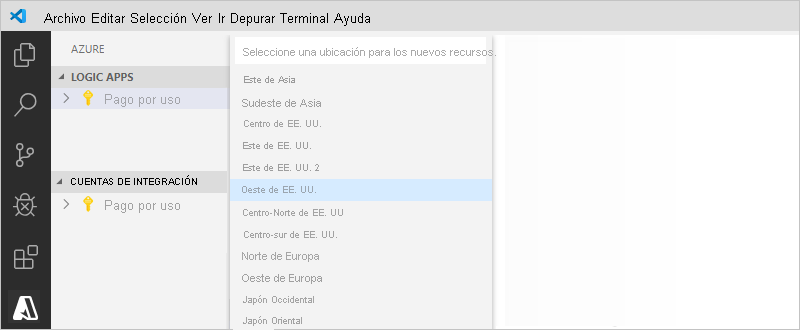 Archivo Editar Selección Ver Ir Depurar Terminal Ayuda
AZURE
LOGIC APPS
Pago por uso
CUENTAS DE INTEGRACIÓN
Pago por uso
Seleccione una ubicación para los nuevos recursos.
Este de Asia
Sudeste de Asia
Centro de EE. UU.
Este de EE. UU.
Este de EE. UU. 2
Oeste de EE. UU.
Centro-Norte de EE. UU
Centro-sur de EE. UU.
Norte de Europa
Oeste de Europa
Japón Occidental
Japón Oriental